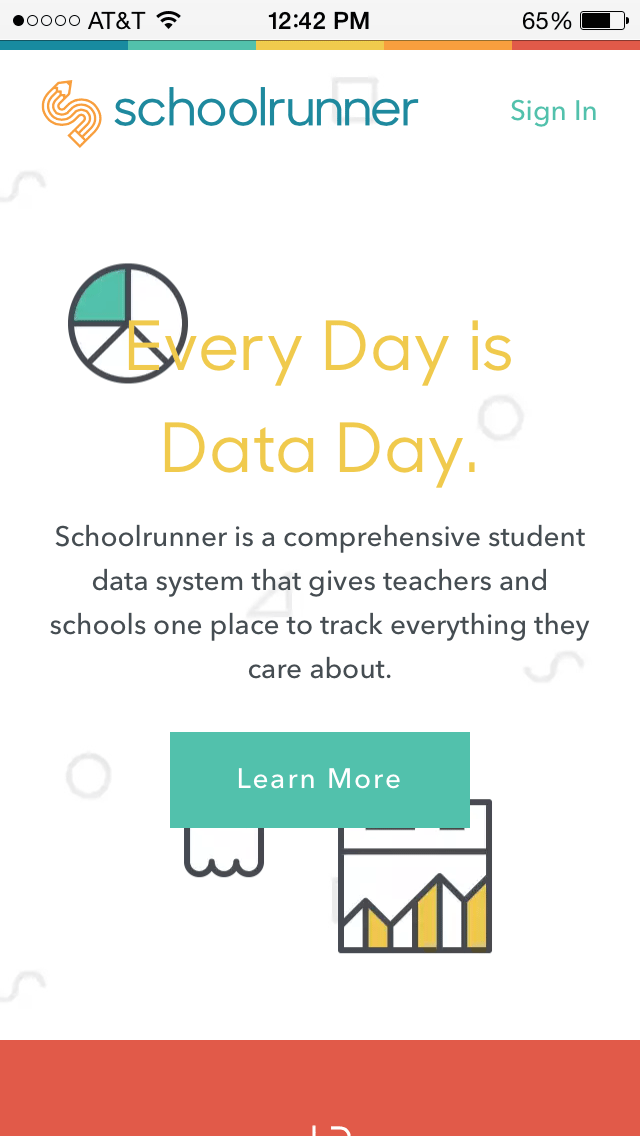 AT&T 12:42 PM 65%
schoolrunner Sign In
Every Day is
Data Day.
Schoolrunner is a comprehensive student
data system that gives teachers and
schools one place to track everything they
care about.
Learn More